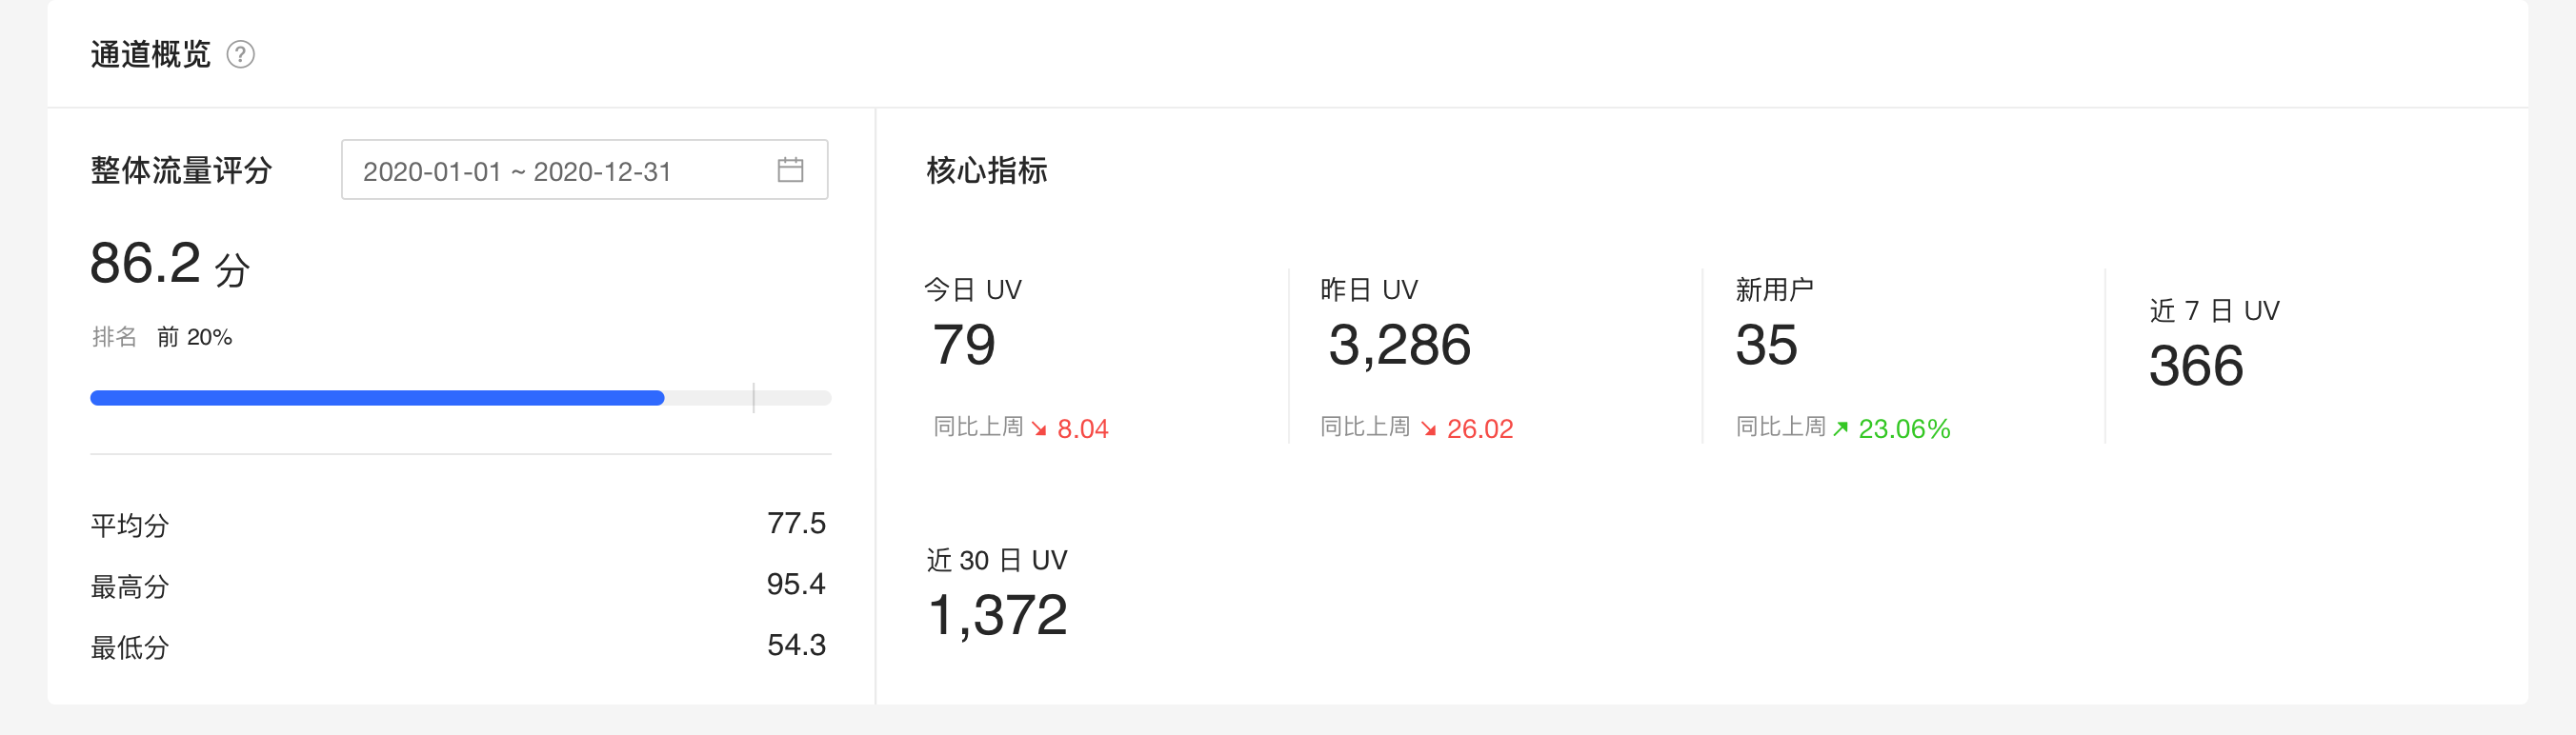 通道概览 ?
整体流量评分
2020-01-01 ~ 2020-12-31
86.2 分
排名 前 20%
平均分 77.5
最高分 95.4
最低分 54.3
核心指标
今日 UV
79
同比上周 8.04
昨日 UV
3,286
同比上周 26.02
新用户
35
同比上周 23.06%
近 7 日 UV
366
近 30 日 UV
1,372